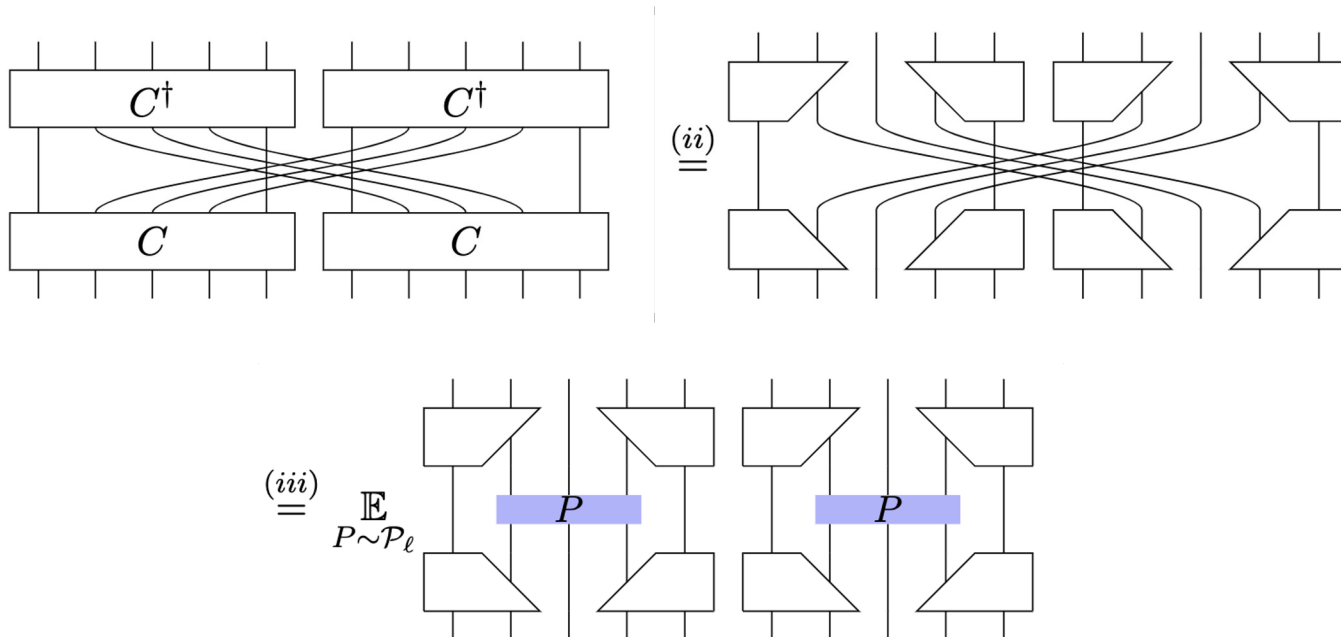 C† C†
(ii)
=
C C
(iii)
= 𝔼
P∼𝒫ℓ
P P